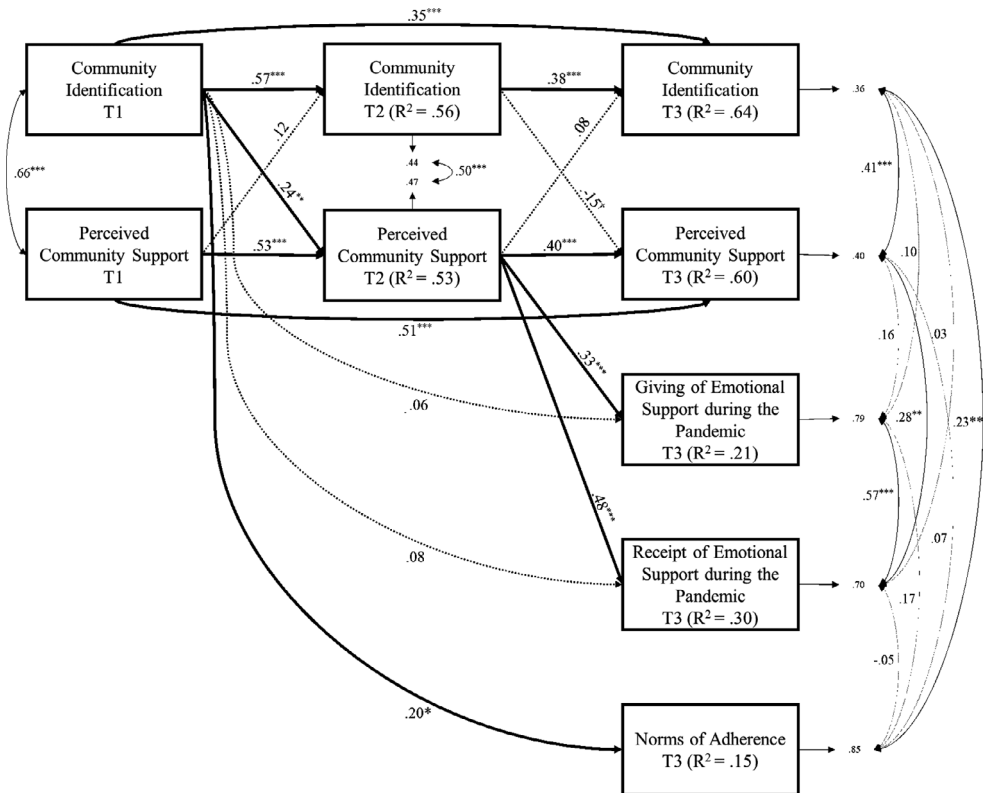 .35***
Community
Identification
T1
.57***
Community
Identification
T2 (R² = .56)
.38***
Community
Identification
T3 (R² = .64)
.36
.12
.08
.66***
.24**
.44
.47
.50***
-.15†
.41***
.10
.03
.23**
Perceived
Community Support
T1
.53***
Perceived
Community Support
T2 (R² = .53)
.40***
Perceived
Community Support
T3 (R² = .60)
.40
.51***
.16
.33***
.06
Giving of Emotional
Support during the
Pandemic
T3 (R² = .21)
.79
.28**
.48***
.57***
.08
Receipt of Emotional
Support during the
Pandemic
T3 (R² = .30)
.70
.07
.17
-.05
.20*
Norms of Adherence
T3 (R² = .15)
.85